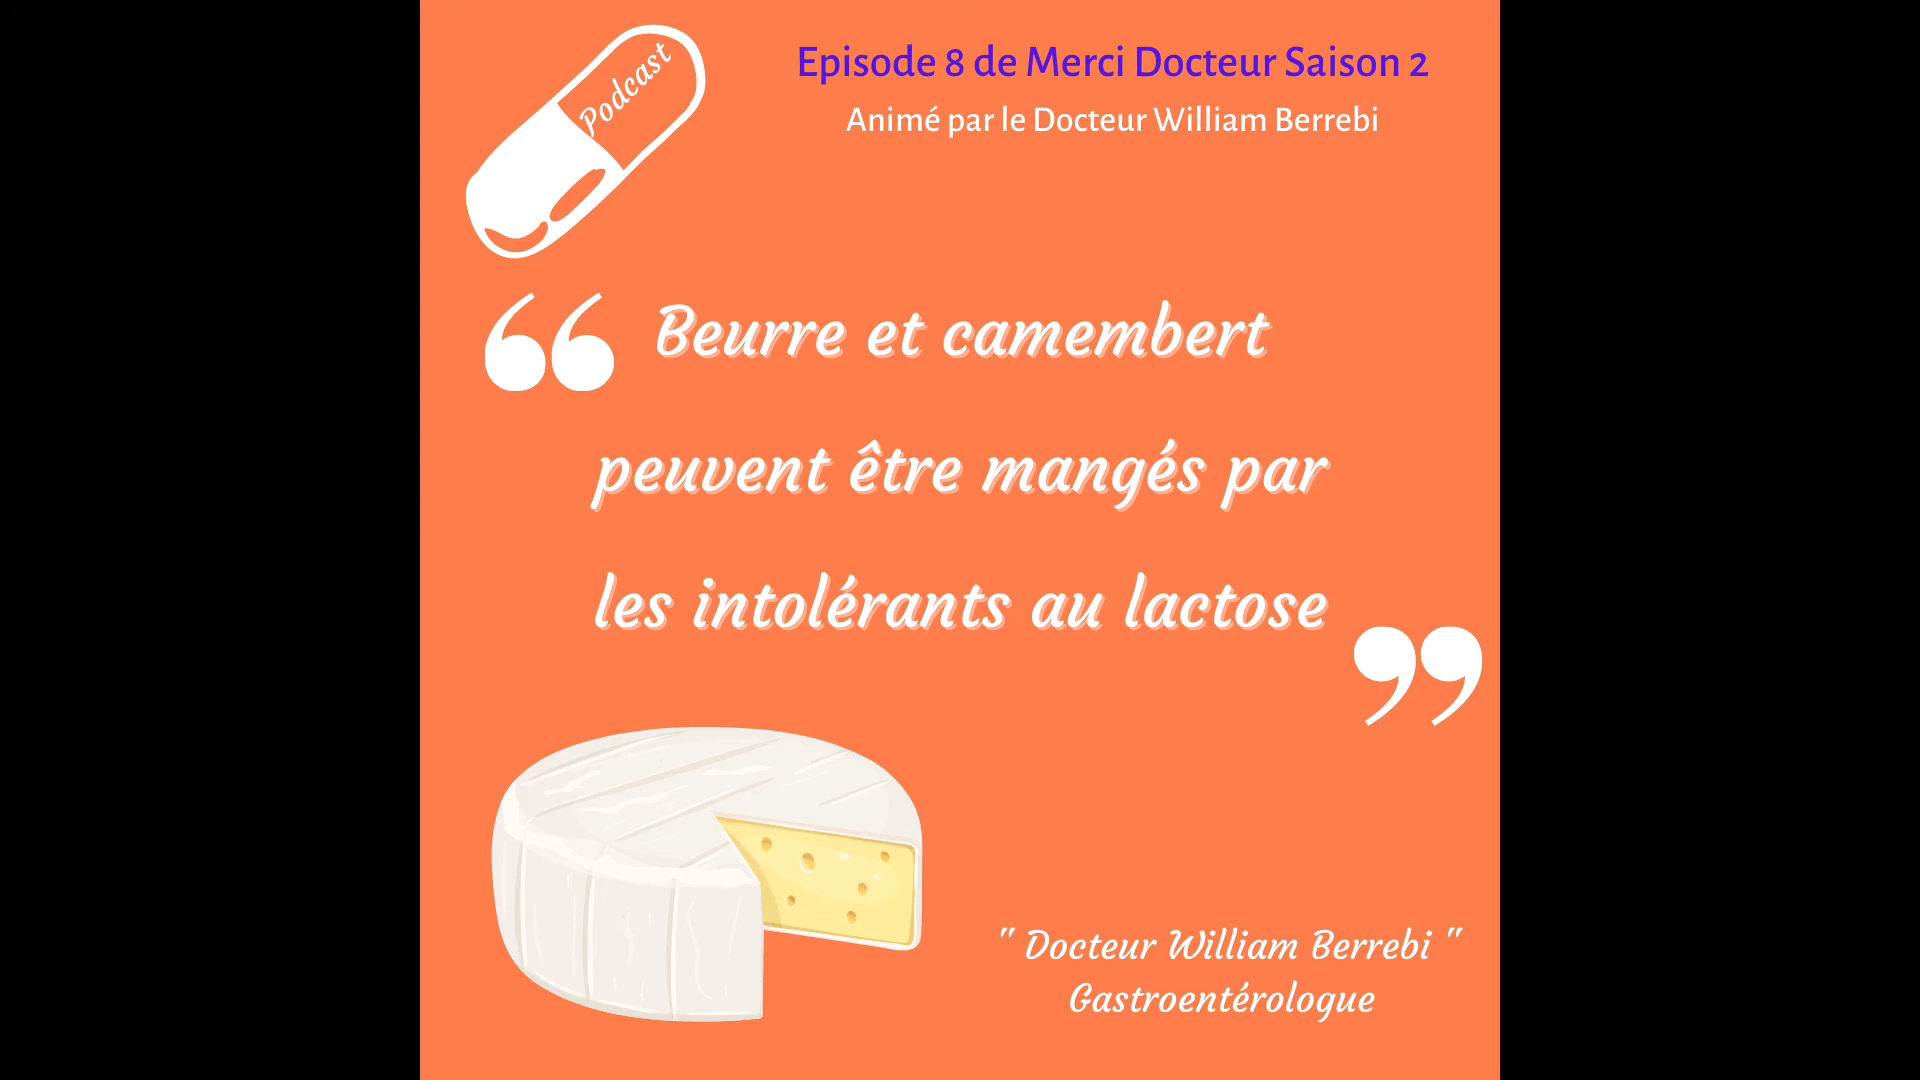 Podcast
Episode 8 de Merci Docteur Saison 2
Animé par le Docteur William Berrebi
“ Beurre et camembert
peuvent être mangés par
les intolérants au lactose ”
" Docteur William Berrebi "
Gastroentérologue